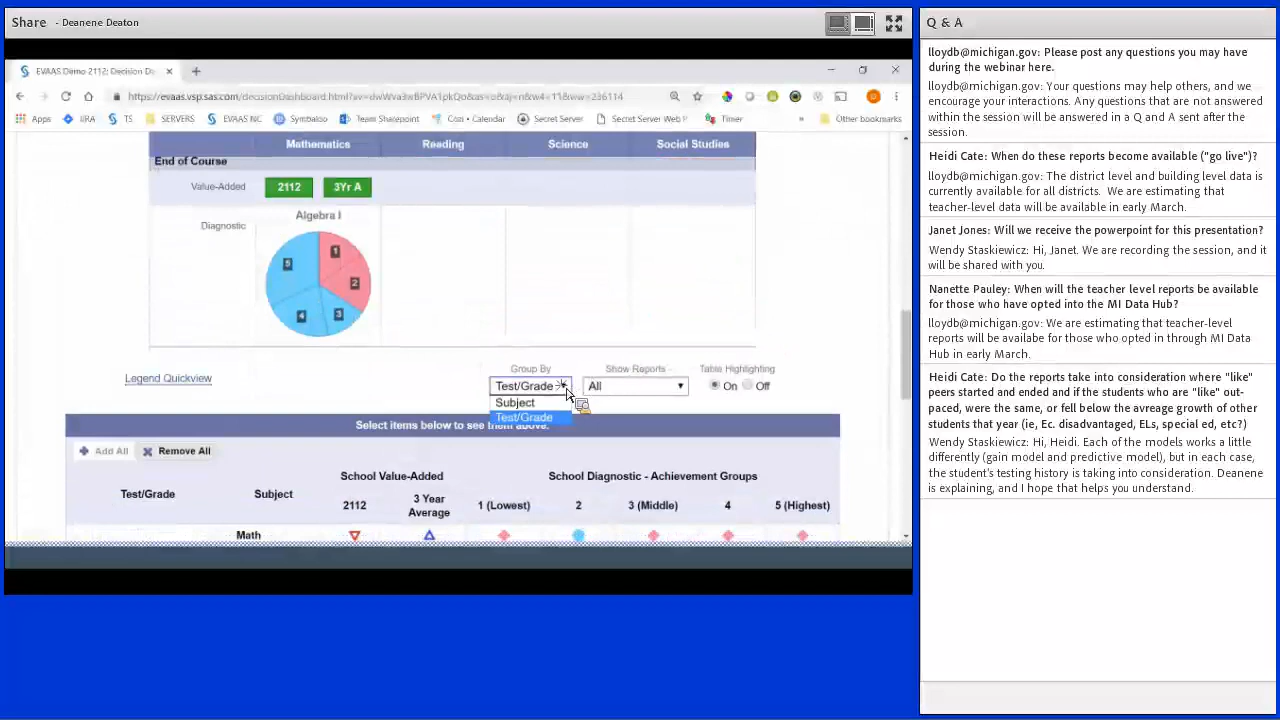 Share - Deanene Deaton
EVAAS Demo 2112: Decision Da
https://evaas.vsp.sas.com/decisionDashboard.html?
Apps JIRA TS SERVERS EVAAS NC Symbaloo Team Sharepoint Cozi • Calendar Secret Server Secret Server Web P Timer » Other bookmarks
Mathematics Reading Science Social Studies
End of Course
Value-Added 2112 3Yr A
Algebra I
Diagnostic
1
5
2
4 3
Group By Show Reports Table Highlighting
Legend Quickview Test/Grade All On Off
Subject
Test/Grade
Select items below to see them above.
Add All Remove All
School Value-Added School Diagnostic - Achievement Groups
Test/Grade Subject 2112 3 Year Average 1 (Lowest) 2 3 (Middle) 4 5 (Highest)
Math
Q & A
lloydb@michigan.gov: Please post any questions you may have
during the webinar here.
lloydb@michigan.gov: Your questions may help others, and we
encourage your interactions. Any questions that are not answered
within the session will be answered in a Q and A sent after the
session.
Heidi Cate: When do these reports become available ("go live")?
lloydb@michigan.gov: The district level and building level data is
currently available for all districts. We are estimating that
teacher-level data will be available in early March.
Janet Jones: Will we receive the powerpoint for this presentation?
Wendy Staskiewicz: Hi, Janet. We are recording the session, and it
will be shared with you.
Nanette Pauley: When will the teacher level reports be available
for those who have opted into the MI Data Hub?
lloydb@michigan.gov: We are estimating that teacher-level
reports will be availabe for those who opted in through MI Data
Hub in early March.
Heidi Cate: Do the reports take into consideration where "like"
peers started and ended and if the students who are "like" out-
paced, were the same, or fell below the avreage growth of other
students that year (ie, Ec. disadvantaged, ELs, special ed, etc?)
Wendy Staskiewicz: Hi, Heidi. Each of the models works a little
differently (gain model and predictive model), but in each case,
the student's testing history is taking into consideration. Deanene
is explaining, and I hope that helps you understand.